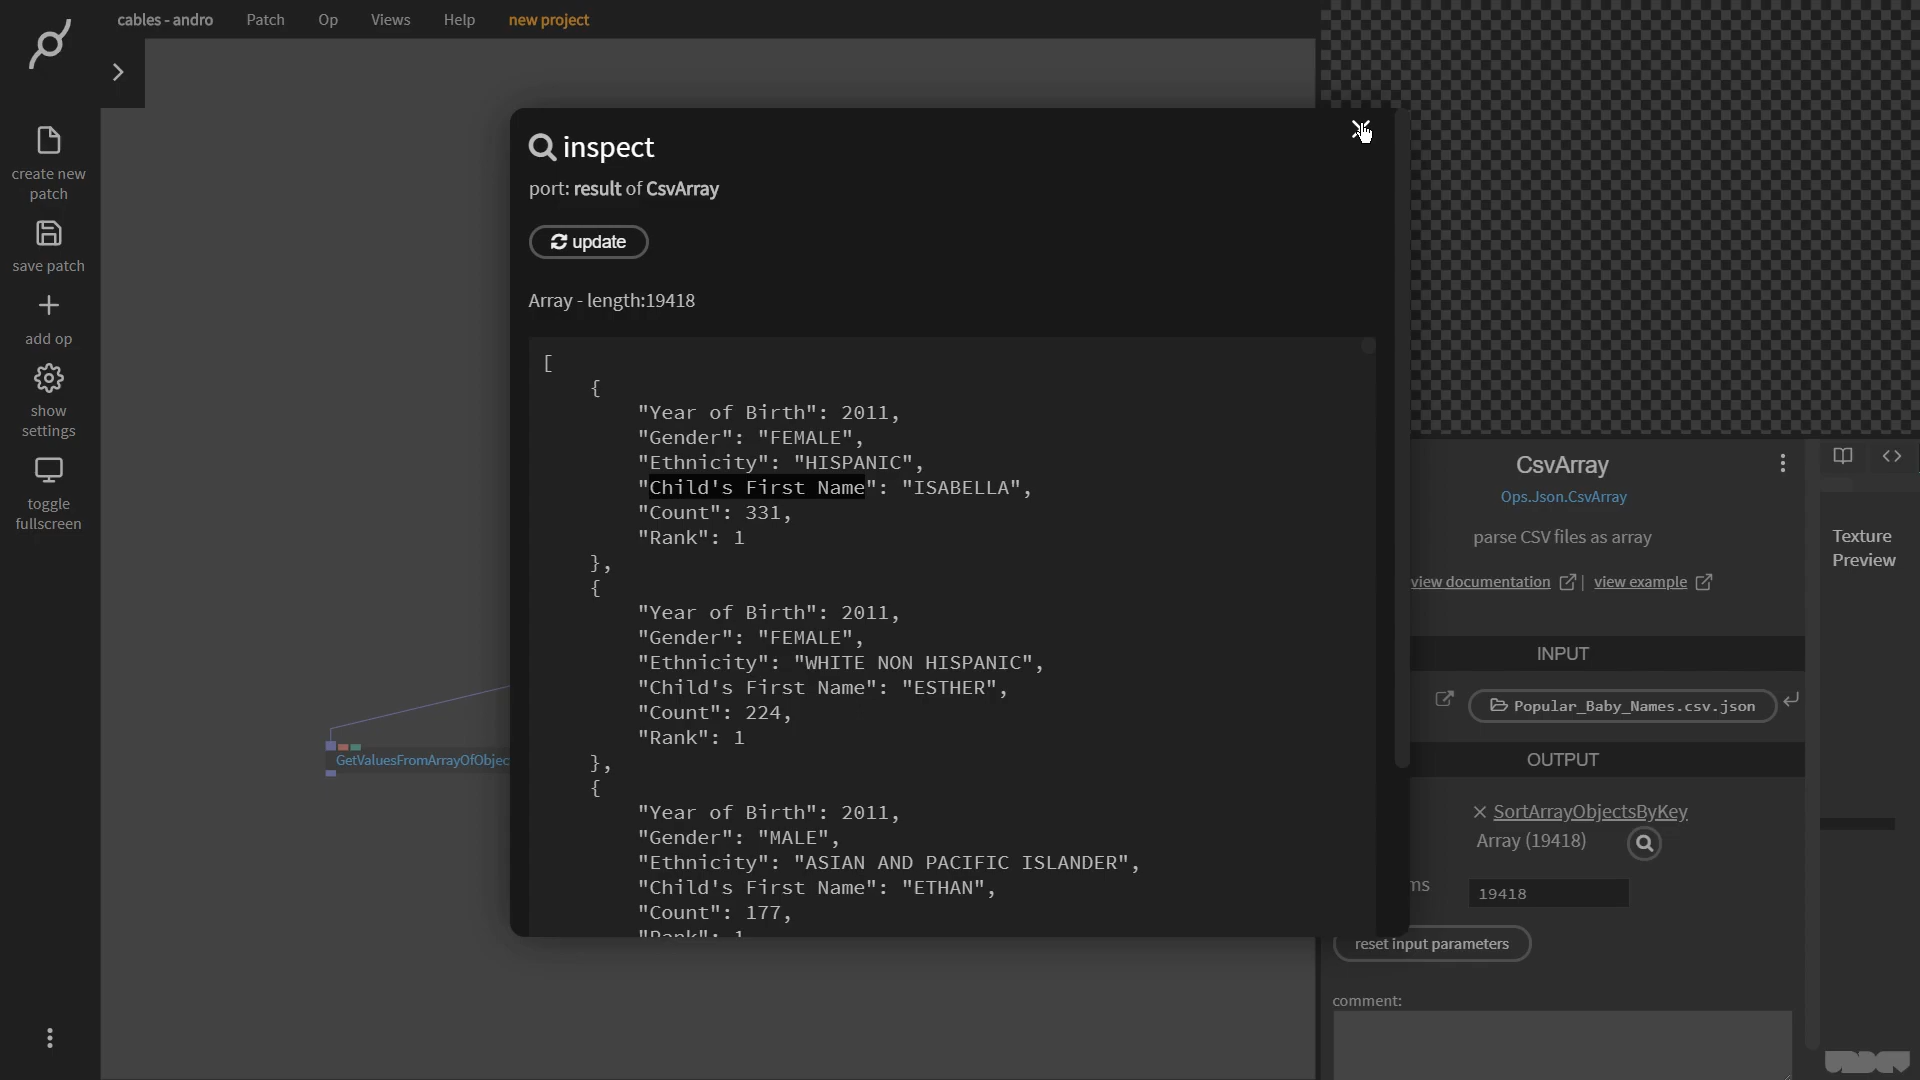 cables - andro Patch Op Views Help new project
create new
patch
save patch
add op
show
settings
toggle
fullscreen
inspect
port: result of CsvArray
update
Array - length:19418
[
{
"Year of Birth": 2011,
"Gender": "FEMALE",
"Ethnicity": "HISPANIC",
"Child's First Name": "ISABELLA",
"Count": 331,
"Rank": 1
},
{
"Year of Birth": 2011,
"Gender": "FEMALE",
"Ethnicity": "WHITE NON HISPANIC",
"Child's First Name": "ESTHER",
"Count": 224,
"Rank": 1
},
{
"Year of Birth": 2011,
"Gender": "MALE",
"Ethnicity": "ASIAN AND PACIFIC ISLANDER",
"Child's First Name": "ETHAN",
"Count": 177,
"Rank": 1
GetValuesFromArrayOfObjec
CsvArray
Ops.Json.CsvArray
parse CSV files as array
view documentation | view example
INPUT
Popular_Baby_Names.csv.json
OUTPUT
SortArrayObjectsByKey
Array (19418)
ms 19418
reset input parameters
comment:
Texture
Preview